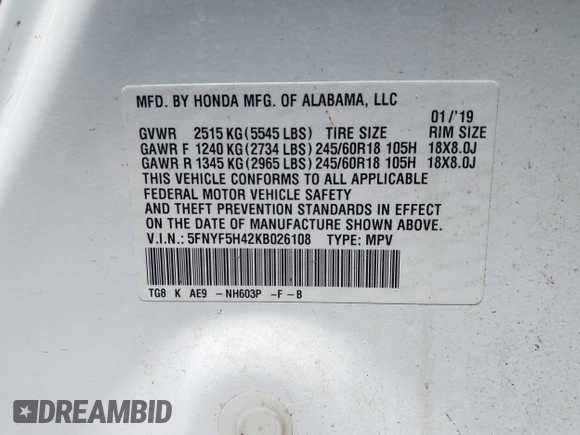 MFD. BY HONDA MFG. OF ALABAMA, LLC
01/'19
GVWR 2515 KG (5545 LBS) TIRE SIZE RIM SIZE
GAWR F 1240 KG (2734 LBS) 245/60R18 105H 18X8.0J
GAWR R 1345 KG (2965 LBS) 245/60R18 105H 18X8.0J
THIS VEHICLE CONFORMS TO ALL APPLICABLE
FEDERAL MOTOR VEHICLE SAFETY
AND THEFT PREVENTION STANDARDS IN EFFECT
ON THE DATE OF MANUFACTURE SHOWN ABOVE.
V.I.N.: 5FNYF5H42KB026108 TYPE: MPV
TG8 K AE9 -NH603P -F-B
DREAMBID